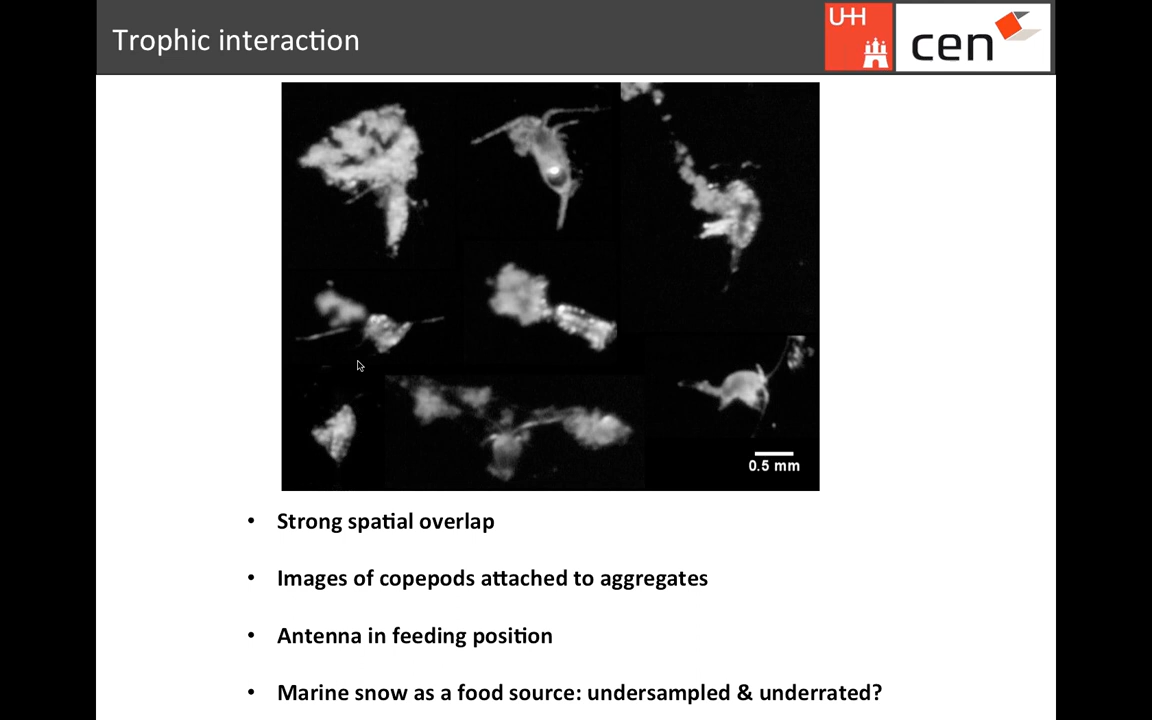 Trophic interaction
UHH
cen
0.5 mm
• Strong spatial overlap
• Images of copepods attached to aggregates
• Antenna in feeding position
• Marine snow as a food source: undersampled & underrated?